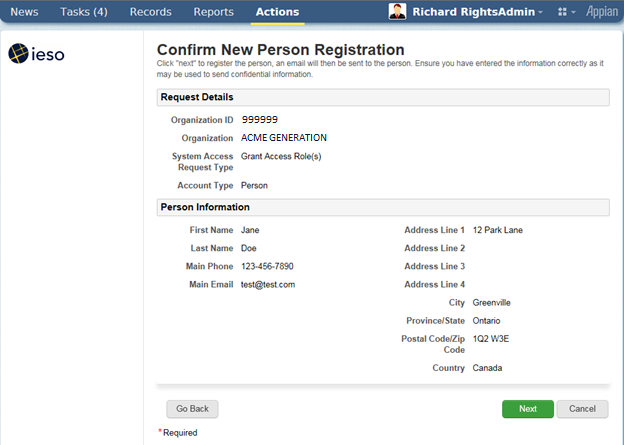 News Tasks (4) Records Reports Actions Richard RightsAdmin Appian
ieso
Confirm New Person Registration
Click "next" to register the person, an email will then be sent to the person. Ensure you have entered the information correctly as it
may be used to send confidential information.
Request Details
Organization ID 999999
Organization ACME GENERATION
System Access Grant Access Role(s)
Request Type
Account Type Person
Person Information
First Name Jane Address Line 1 12 Park Lane
Last Name Doe Address Line 2
Main Phone 123-456-7890 Address Line 3
Main Email test@test.com Address Line 4
City Greenville
Province/State Ontario
Postal Code/Zip 1Q2 W3E
Code
Country Canada
Go Back Next Cancel
*Required